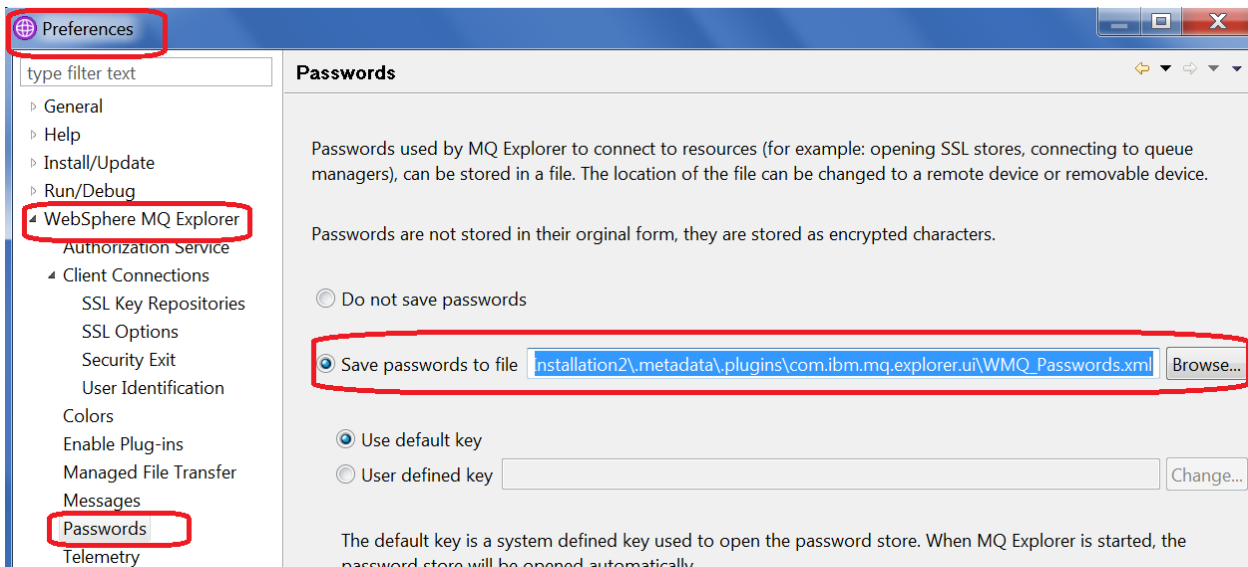 Preferences
type filter text
General
Help
Install/Update
Run/Debug
WebSphere MQ Explorer
Authorization Service
Client Connections
SSL Key Repositories
SSL Options
Security Exit
User Identification
Colors
Enable Plug-ins
Managed File Transfer
Messages
Passwords
Telemetry
Passwords
Passwords used by MQ Explorer to connect to resources (for example: opening SSL stores, connecting to queue
managers), can be stored in a file. The location of the file can be changed to a remote device or removable device.
Passwords are not stored in their orginal form, they are stored as encrypted characters.
Do not save passwords
Save passwords to file nstallation2\.metadata\.plugins\com.ibm.mq.explorer.ui\WMQ_Passwords.xml Browse...
Use default key
User defined key Change...
The default key is a system defined key used to open the password store. When MQ Explorer is started, the
password store will be opened automatically.